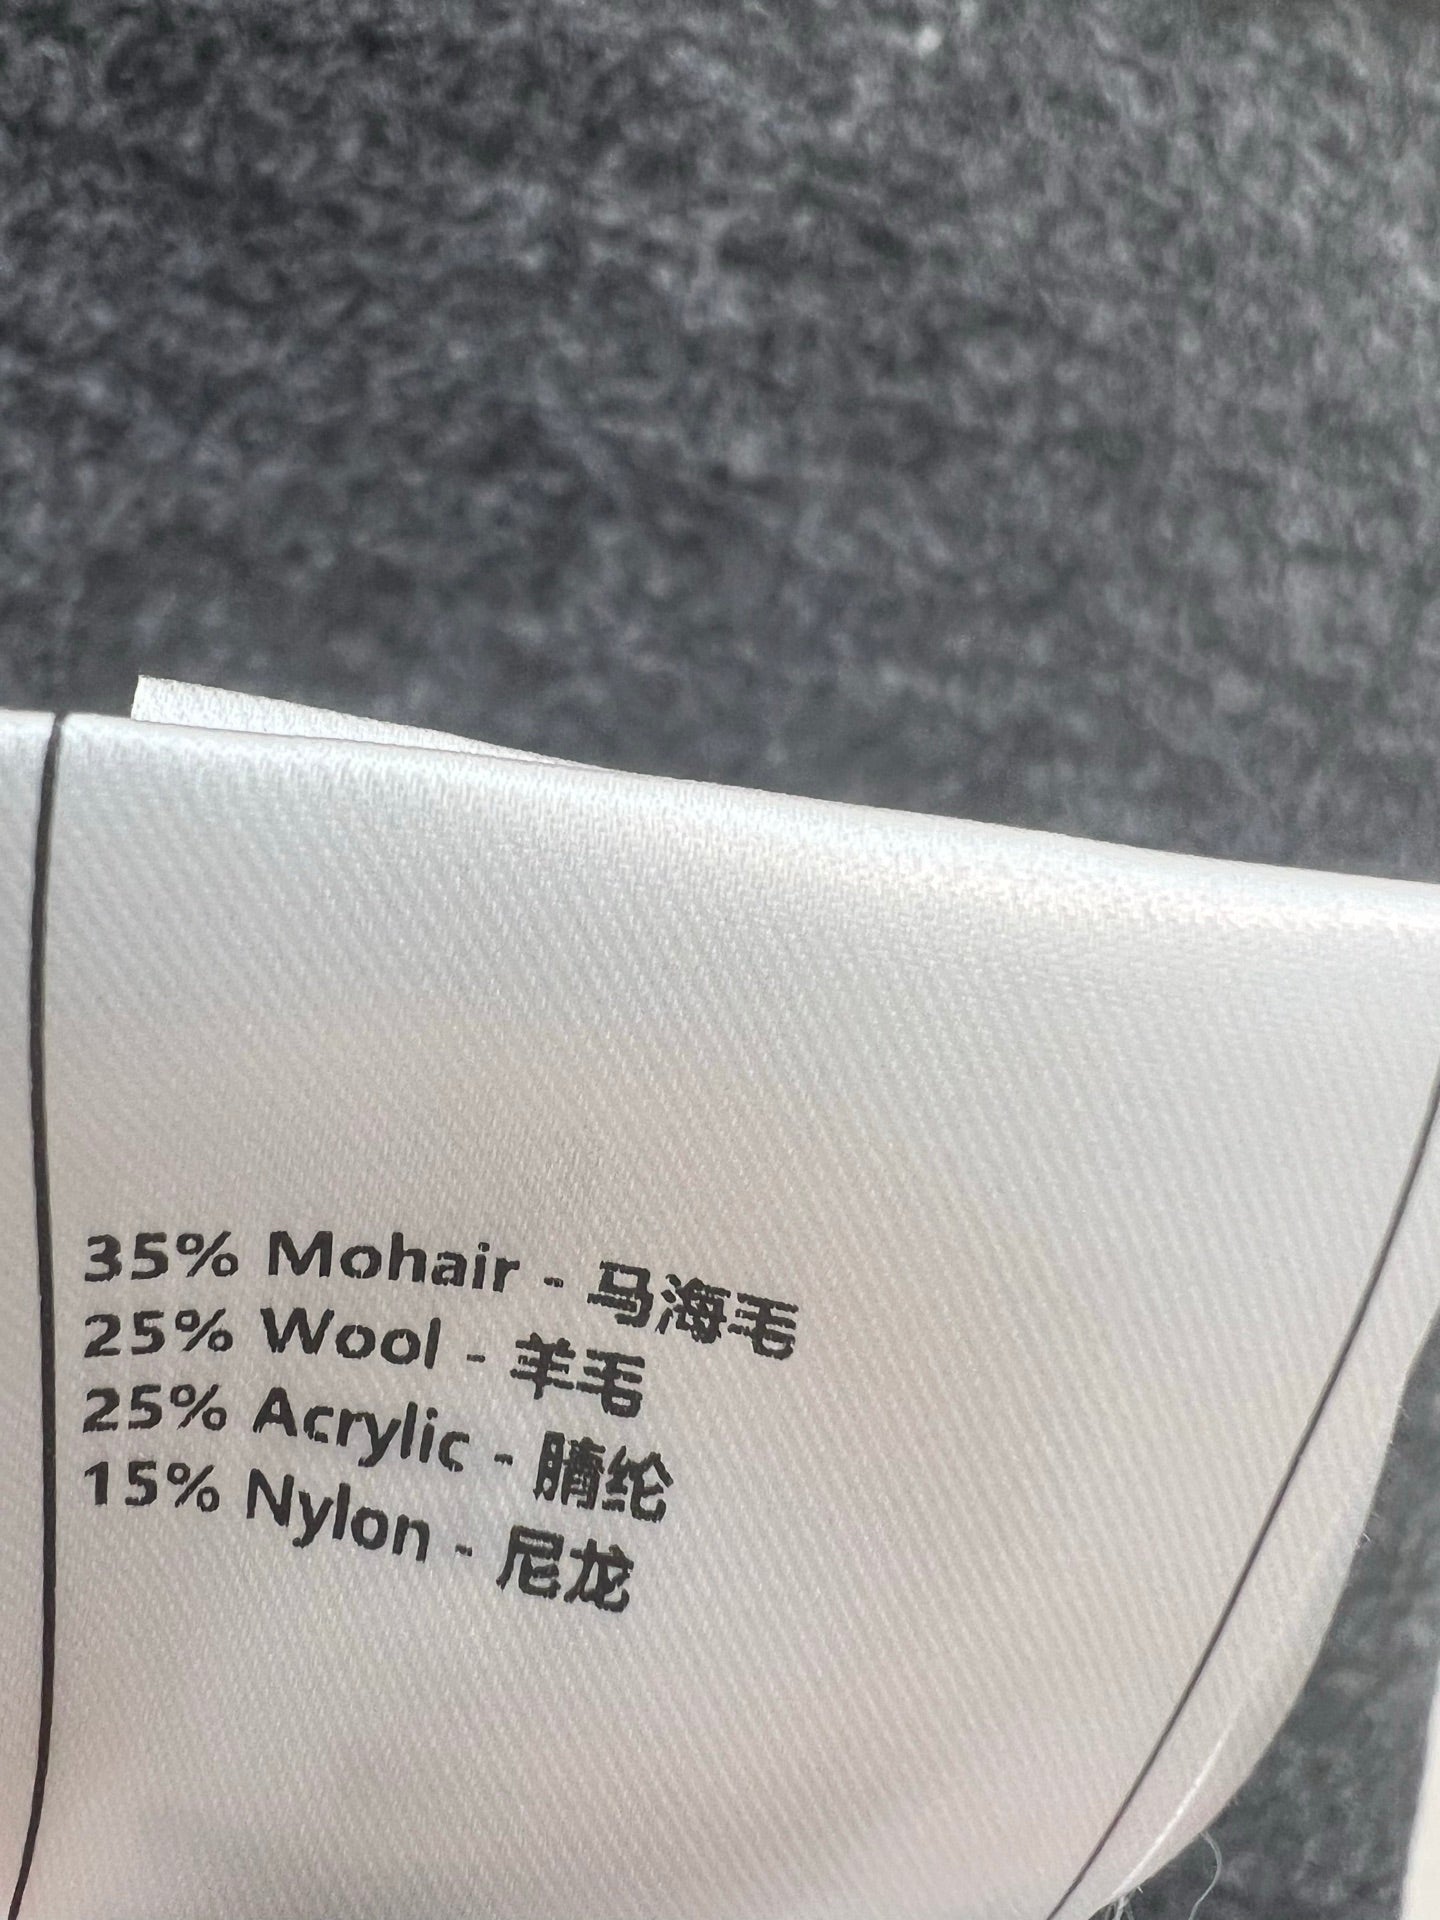 35% Mohair - 马海毛
25% Wool - 羊毛
25% Acrylic - 腈纶
15% Nylon - 尼龙